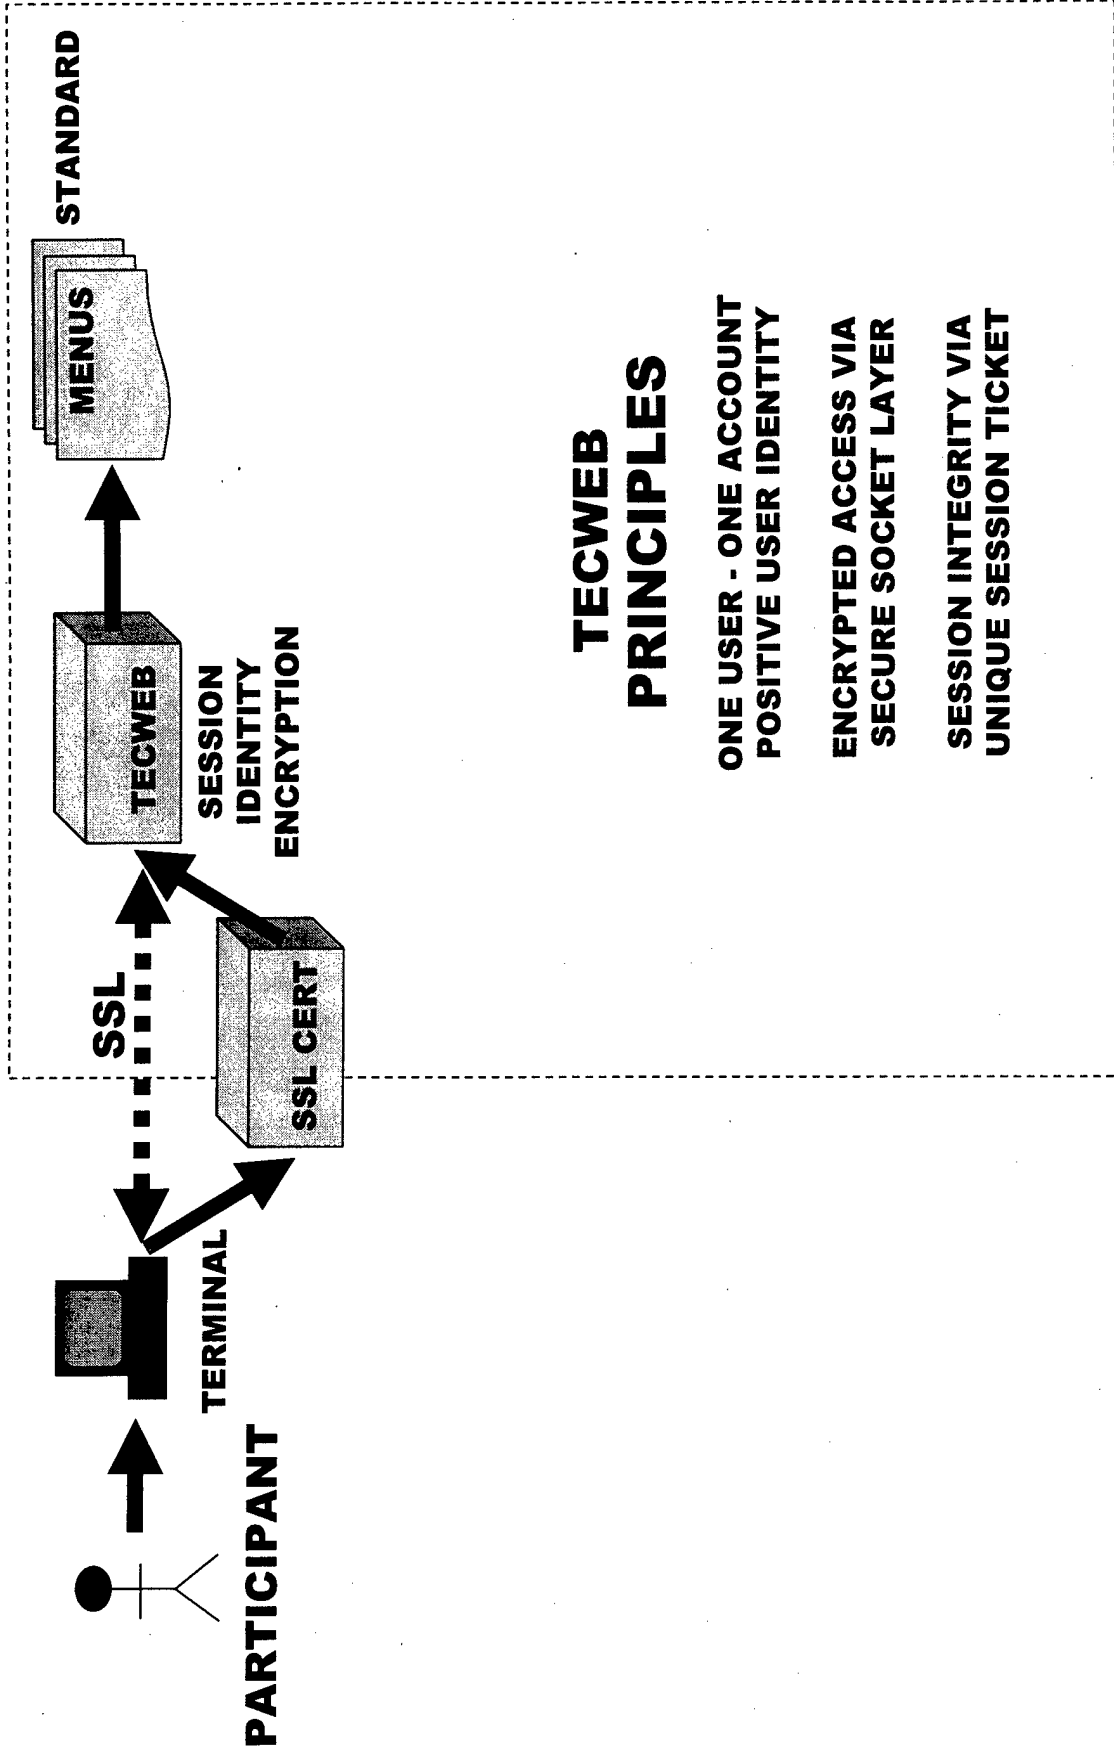 PARTICIPANT
TERMINAL
SSL
SSL CERT
TECWEB
SESSION
IDENTITY
ENCRYPTION
MENUS
STANDARD
TECWEB
PRINCIPLES
ONE USER - ONE ACCOUNT
POSITIVE USER IDENTITY
ENCRYPTED ACCESS VIA
SECURE SOCKET LAYER
SESSION INTEGRITY VIA
UNIQUE SESSION TICKET